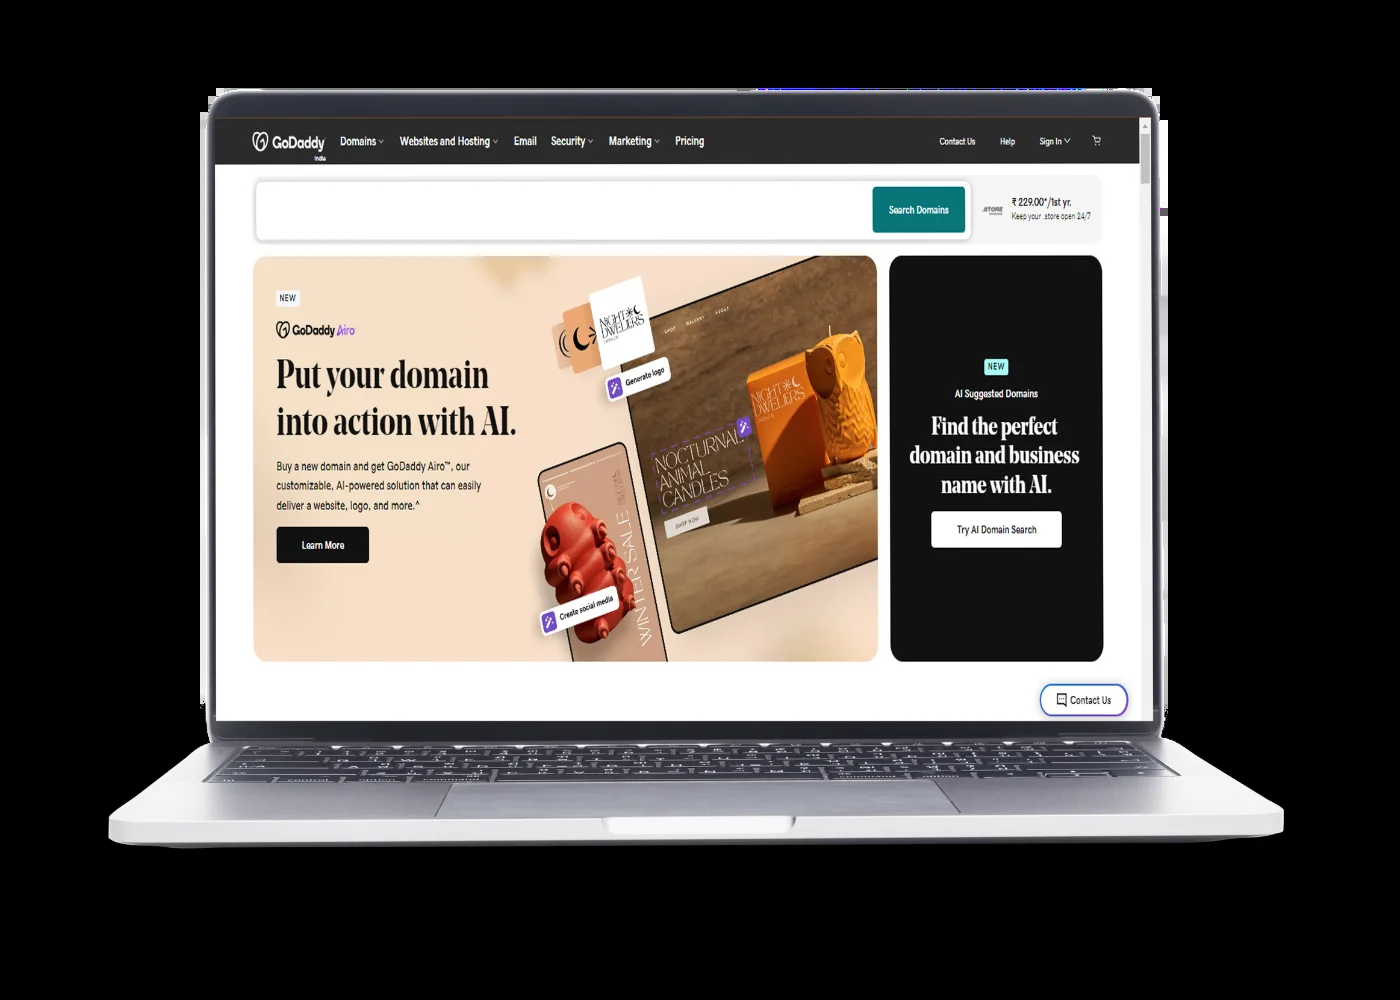 GoDaddy
India
Domains
Websites and Hosting
Email
Security
Marketing
Pricing
Contact Us
Help
Sign In
Search Domains
.STORE
₹ 229.00*/1st yr.
Keep your .store open 24/7
NEW
GoDaddy Airo
Put your domain
into action with AI.
Buy a new domain and get GoDaddy Airo™, our
customizable, AI-powered solution that can easily
deliver a website, logo, and more.^
Learn More
NIGHT
DWELLERS
Generate logo
SHOP
GALLERY
ABOUT
NIGHT
DWELLERS
NOCTURNAL
ANIMAL
CANDLES
SHOP NOW
WINTER SALE
Create social media
NEW
AI Suggested Domains
Find the perfect
domain and business
name with AI.
Try AI Domain Search
Contact Us
control
option